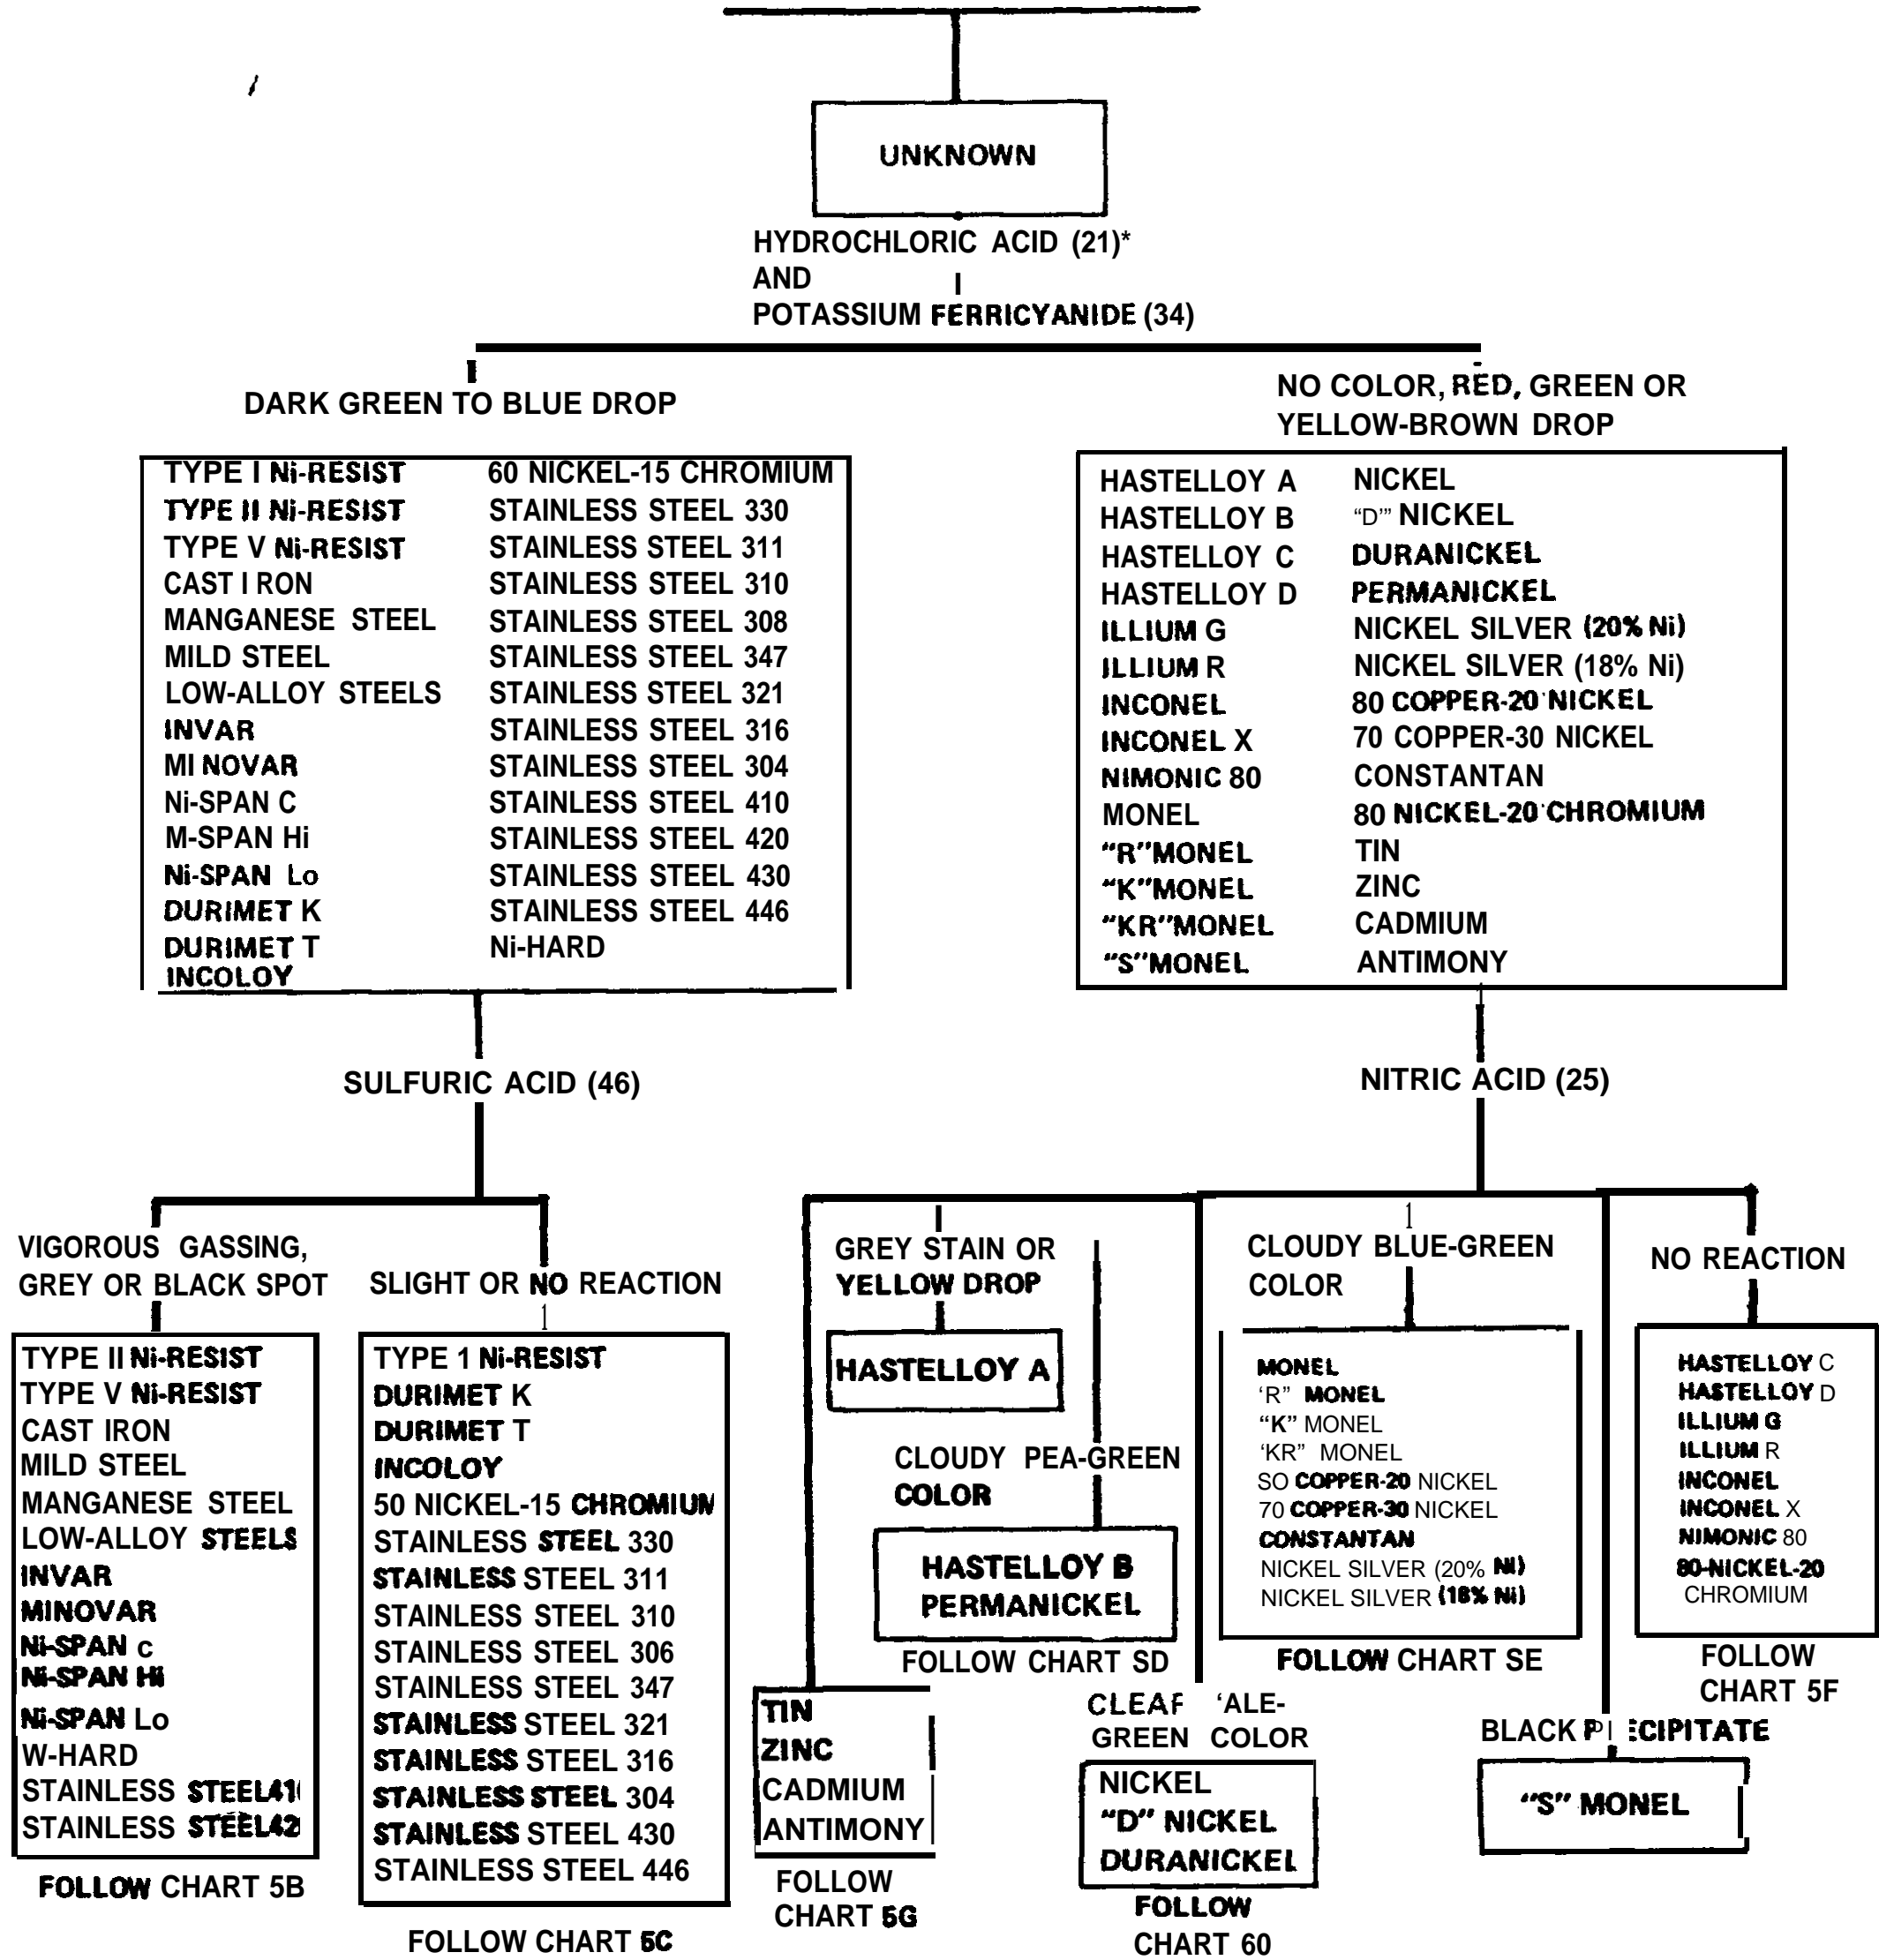 UNKNOWN
HYDROCHLORIC ACID (21)*
AND
POTASSIUM FERRICYANIDE (34)
DARK GREEN TO BLUE DROP
TYPE I Ni-RESIST
TYPE II Ni-RESIST
TYPE V Ni-RESIST
CAST I RON
MANGANESE STEEL
MILD STEEL
LOW-ALLOY STEELS
INVAR
MI NOVAR
Ni-SPAN C
M-SPAN Hi
Ni-SPAN Lo
DURIMET K
DURIMET T
INCOLOY
60 NICKEL-15 CHROMIUM
STAINLESS STEEL 330
STAINLESS STEEL 311
STAINLESS STEEL 310
STAINLESS STEEL 308
STAINLESS STEEL 347
STAINLESS STEEL 321
STAINLESS STEEL 316
STAINLESS STEEL 304
STAINLESS STEEL 410
STAINLESS STEEL 420
STAINLESS STEEL 430
STAINLESS STEEL 446
Ni-HARD
NO COLOR, RED, GREEN OR
YELLOW-BROWN DROP
HASTELLOY A
HASTELLOY B
HASTELLOY C
HASTELLOY D
ILLIUM G
ILLIUM R
INCONEL
INCONEL X
NIMONIC 80
MONEL
"R"MONEL
"K"MONEL
"KR"MONEL
"S"MONEL
NICKEL
"D'" NICKEL
DURANICKEL
PERMANICKEL
NICKEL SILVER (20% Ni)
NICKEL SILVER (18% Ni)
80 COPPER-20 NICKEL
70 COPPER-30 NICKEL
CONSTANTAN
80 NICKEL-20 CHROMIUM
TIN
ZINC
CADMIUM
ANTIMONY
SULFURIC ACID (46)
NITRIC ACID (25)
VIGOROUS GASSING,
GREY OR BLACK SPOT
TYPE II Ni-RESIST
TYPE V Ni-RESIST
CAST IRON
MILD STEEL
MANGANESE STEEL
LOW-ALLOY STEELS
INVAR
MINOVAR
Ni-SPAN c
Ni-SPAN Hi
Ni-SPAN Lo
W-HARD
STAINLESS
STAINLESS
FOLLOW CHART 5B
SLIGHT OR NO REACTION
1
TYPE 1 Ni-RESIST
DURIMET K
DURIMET T
INCOLOY
50 NICKEL-15 CHROMIUM
STAINLESS STEEL 330
STAINLESS STEEL 311
STAINLESS STEEL 310
STAINLESS STEEL 306
STAINLESS STEEL 347
STAINLESS STEEL 321
STAINLESS STEEL 316
STAINLESS STEEL 304
STAINLESS STEEL 430
STAINLESS STEEL 446
FOLLOW CHART 5C
GREY STAIN OR
YELLOW DROP
HASTELLOY A
CLOUDY PEA-GREEN
COLOR
HASTELLOY B
PERMANICKEL
FOLLOW CHART SD
TIN
ZINC
CADMIUM
ANTIMONY
FOLLOW
CHART 5G
CLEAF 'ALE-
GREEN COLOR
NICKEL
"D" NICKEL
DURANICKEL
FOLLOW
CHART 60
1
CLOUDY BLUE-GREEN
COLOR
MONEL
'R" MONEL
"K" MONEL
'KR" MONEL
SO COPPER-20 NICKEL
70 COPPER-30 NICKEL
CONSTANTAN
NICKEL SILVER (20% Ni)
NICKEL SILVER (18% Ni)
FOLLOW CHART SE
BLACK
"S" MONEL
NO REACTION
HASTELLOY C
HASTELLOY D
ILLIUM G
ILLIUM R
INCONEL
INCONEL X
NIMONIC 80
80-NICKEL-20
CHROMIUM
FOLLOW
CHART 5F